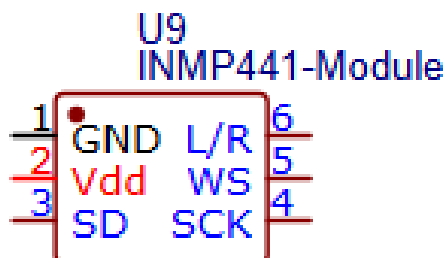 U9
INMP441-Module
1 GND L/R 6
2 Vdd WS 5
3 SD SCK 4